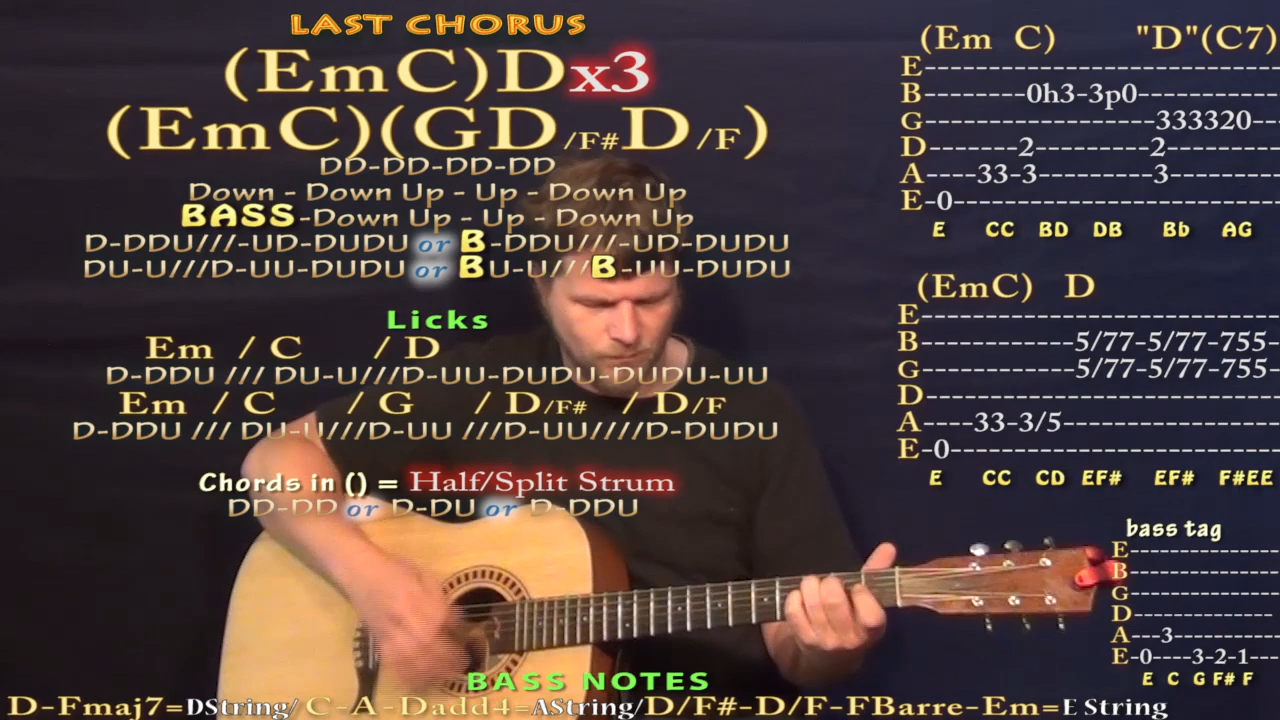 LAST CHORUS
(EmC)Dx3
(EmC)(GD/F#D/F)
DD-DD-DD-DD
Down - Down Up - Up - Down Up
BASS-Down Up - Up - Down Up
D-DDU///-UD-DUDU or B-DDU///-UD-DUDU
DU-U///D-UU-DUDU or BU-U///B-UU-DUDU
Licks
Em / C / D
D-DDU /// DU-U///D-UU-DUDU-DUDU-UU
Em / C / G / D/F# / D/F
D-DDU /// DU-U///D-UU ///D-UU////D-DUDU
Chords in () = Half/Split Strum
DD-DD or D-DU or D-DDU
(Em C) "D"(C7)
E------------------------------
B---------0h3-3p0------------
G--------------------333320--
D--------2-----------2--------
A----33-3------------3--------
E-0----------------------------
E CC BD DB Bb AG
(EmC) D
E------------------------------
B------------5/77-5/77-755-
G------------5/77-5/77-755-
D------------------------------
A----33-3/5-------------------
E-0----------------------------
E CC CD EF# EF# F#EE
bass tag
E---------------
B---------------
G---------------
D---------------
A---3-----------
E-0----3-2-1---
E C G F# F
BASS NOTES
D-Fmaj7=DString/C-A-Dadd4=AString/D/F#-D/F-FBarre-Em=E String